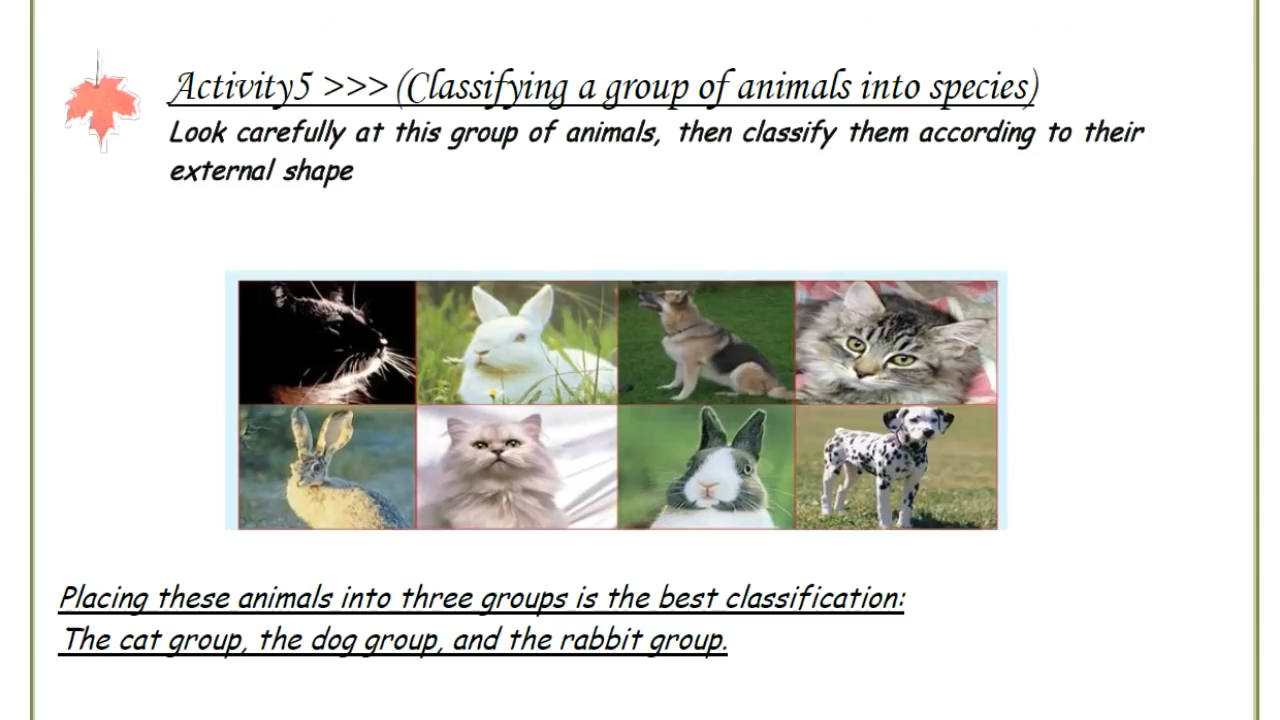 Activity5 >>> (Classifying a group of animals into species)
Look carefully at this group of animals, then classify them according to their
external shape
Placing these animals into three groups is the best classification:
The cat group, the dog group, and the rabbit group.